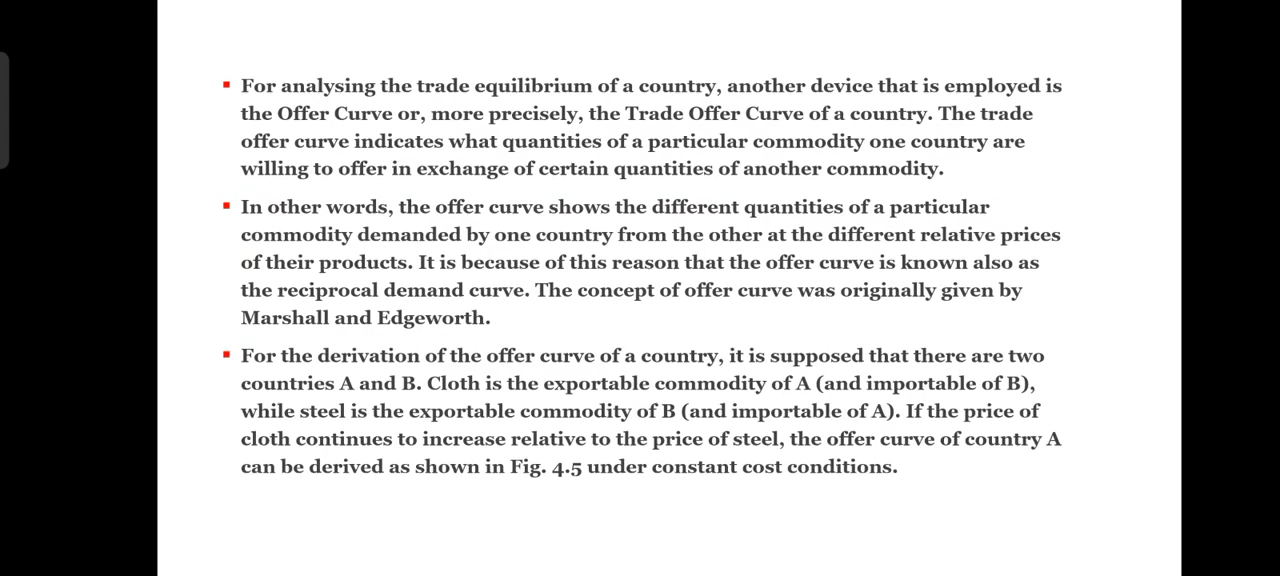 ▪ For analysing the trade equilibrium of a country, another device that is employed is
the Offer Curve or, more precisely, the Trade Offer Curve of a country. The trade
offer curve indicates what quantities of a particular commodity one country are
willing to offer in exchange of certain quantities of another commodity.
▪ In other words, the offer curve shows the different quantities of a particular
commodity demanded by one country from the other at the different relative prices
of their products. It is because of this reason that the offer curve is known also as
the reciprocal demand curve. The concept of offer curve was originally given by
Marshall and Edgeworth.
▪ For the derivation of the offer curve of a country, it is supposed that there are two
countries A and B. Cloth is the exportable commodity of A (and importable of B),
while steel is the exportable commodity of B (and importable of A). If the price of
cloth continues to increase relative to the price of steel, the offer curve of country A
can be derived as shown in Fig. 4.5 under constant cost conditions.